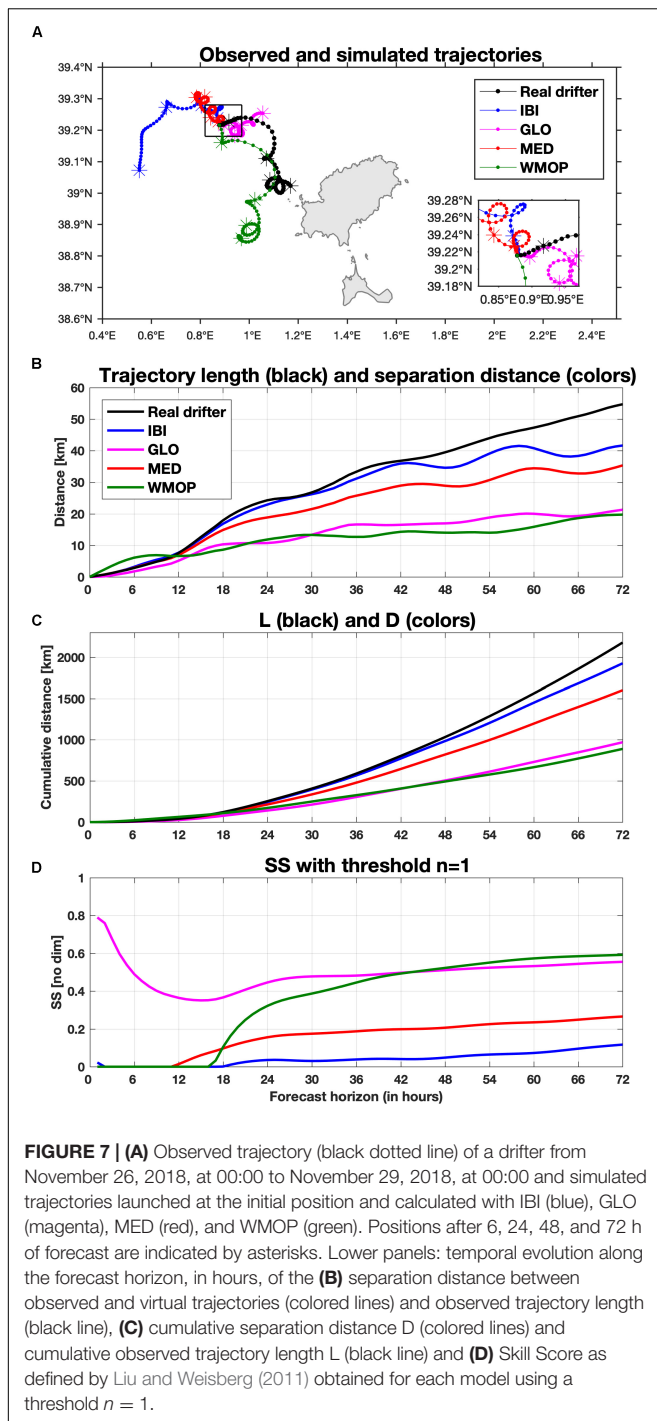 A
Observed and simulated trajectories
39.4°N
39.3°N
39.2°N
39.1°N
39°N
38.9°N
38.8°N
38.7°N
38.6°N
0.4°E 0.6°E 0.8°E 1°E 1.2°E 1.4°E 1.6°E 1.8°E 2°E 2.2°E 2.4°E
Real drifter
IBI
GLO
MED
WMOP
39.28°N
39.26°N
39.24°N
39.22°N
39.2°N
39.18°N
0.85°E 0.9°E 0.95°E
B
Trajectory length (black) and separation distance (colors)
Distance [km]
60
50
40
30
20
10
0
Real drifter
IBI
GLO
MED
WMOP
0 6 12 18 24 30 36 42 48 54 60 66 72
C
L (black) and D (colors)
Cumulative distance [km]
2000
1500
1000
500
0
0 6 12 18 24 30 36 42 48 54 60 66 72
D
SS with threshold n=1
SS [no dim]
1
0.8
0.6
0.4
0.2
0
0 6 12 18 24 30 36 42 48 54 60 66 72
Forecast horizon (in hours)
FIGURE 7 | (A) Observed trajectory (black dotted line) of a drifter from
November 26, 2018, at 00:00 to November 29, 2018, at 00:00 and simulated
trajectories launched at the initial position and calculated with IBI (blue), GLO
(magenta), MED (red), and WMOP (green). Positions after 6, 24, 48, and 72 h
of forecast are indicated by asterisks. Lower panels: temporal evolution along
the forecast horizon, in hours, of the (B) separation distance between
observed and virtual trajectories (colored lines) and observed trajectory length
(black line), (C) cumulative separation distance D (colored lines) and
cumulative observed trajectory length L (black line) and (D) Skill Score as
defined by Liu and Weisberg (2011) obtained for each model using a
threshold n = 1.